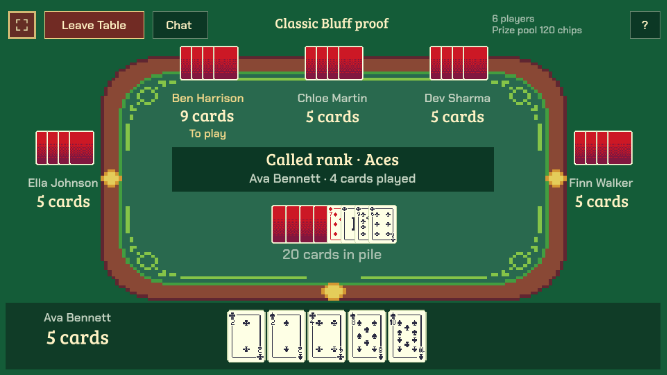 Leave Table
Chat
Classic Bluff proof
6 players
Prize pool 120 chips
?
Ben Harrison
9 cards
To play
Chloe Martin
5 cards
Dev Sharma
5 cards
Ella Johnson
5 cards
Finn Walker
5 cards
Called rank · Aces
Ava Bennett · 4 cards played
20 cards in pile
Ava Bennett
5 cards